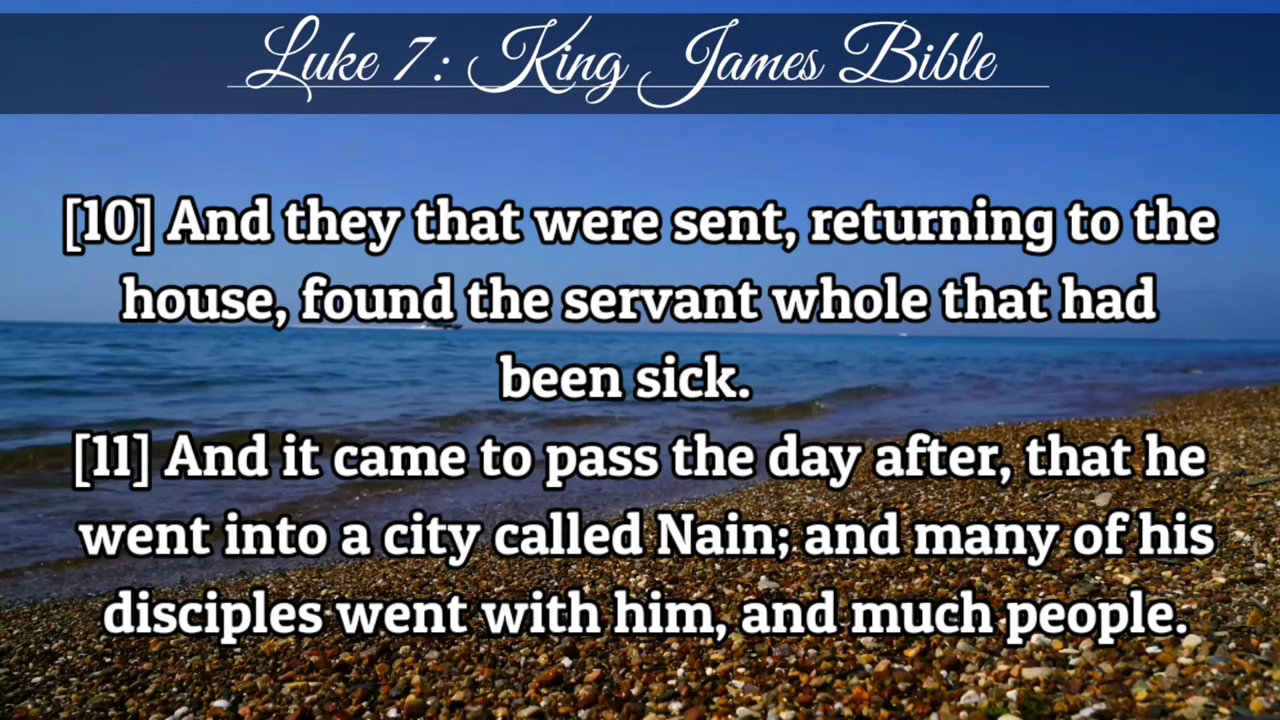 Luke 7: King James Bible
[10] And they that were sent, returning to the
house, found the servant whole that had
been sick.
[11] And it came to pass the day after, that he
went into a city called Nain; and many of his
disciples went with him, and much people.